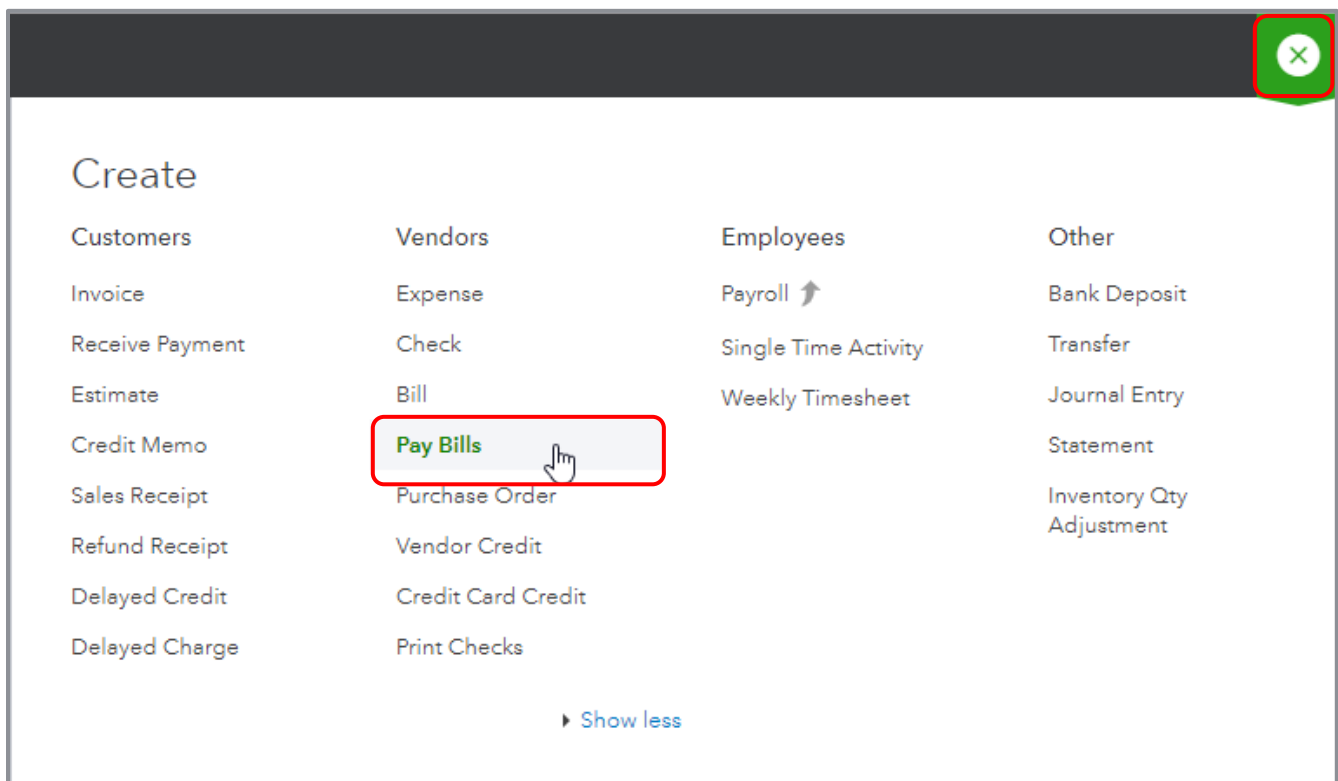 Create
Customers
Invoice
Receive Payment
Estimate
Credit Memo
Sales Receipt
Refund Receipt
Delayed Credit
Delayed Charge
Vendors
Expense
Check
Bill
Pay Bills
Purchase Order
Vendor Credit
Credit Card Credit
Print Checks
Employees
Payroll
Single Time Activity
Weekly Timesheet
Other
Bank Deposit
Transfer
Journal Entry
Statement
Inventory Qty
Adjustment
Show less